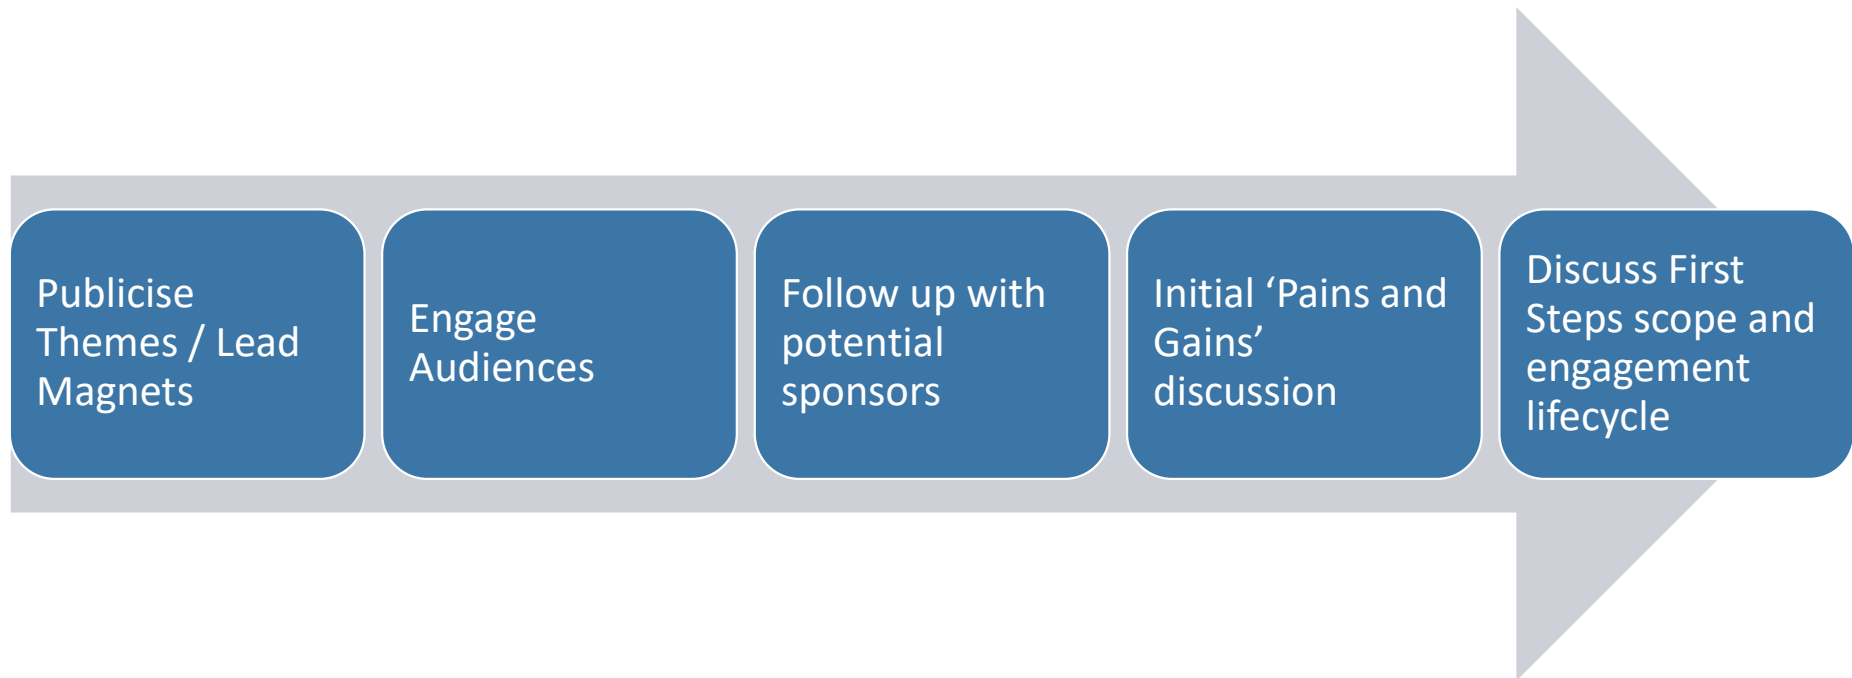 Publicise
Themes / Lead
Magnets
Engage
Audiences
Follow up with
potential
sponsors
Initial ‘Pains and
Gains’
discussion
Discuss First
Steps scope and
engagement
lifecycle